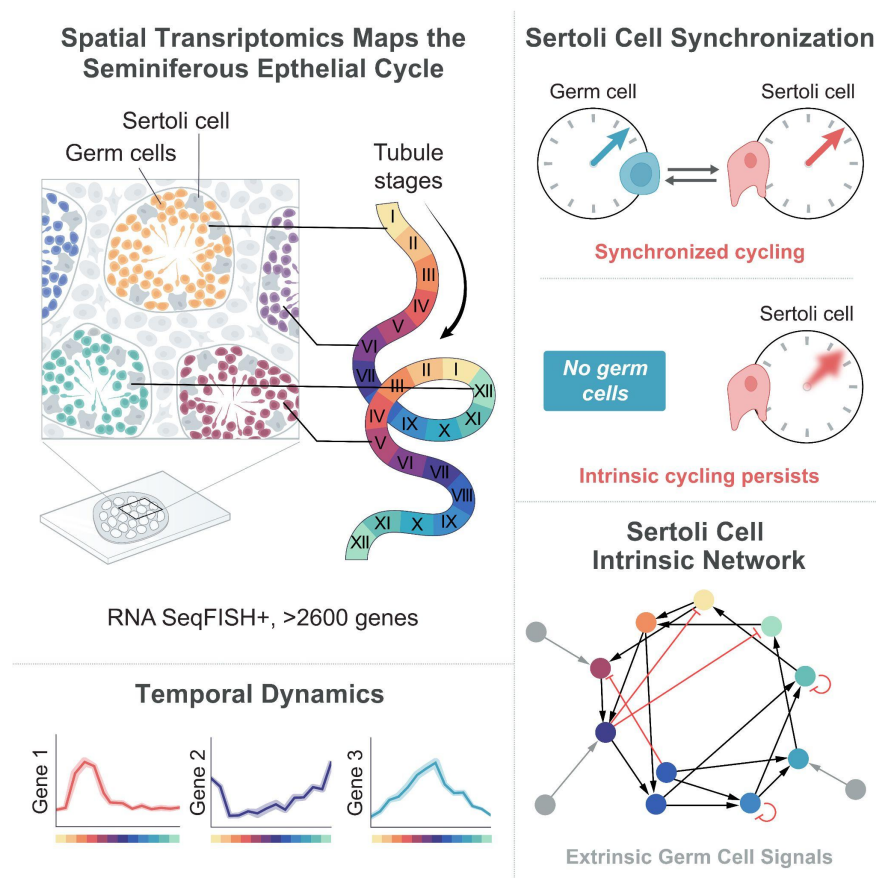 Spatial Transriptomics Maps the
Seminiferous Epthelial Cycle
Sertoli cell
Germ cells
Tubule
stages
I
II
III
IV
V
VI
VII
III
II
I
XII
IV
IX
X
XI
V
VI
VII
VIII
IX
X
XI
XII
RNA SeqFISH+, >2600 genes
Temporal Dynamics
Gene 1
Gene 2
Gene 3
Sertoli Cell Synchronization
Germ cell
Sertoli cell
Synchronized cycling
Sertoli cell
No germ
cells
Intrinsic cycling persists
Sertoli Cell
Intrinsic Network
Extrinsic Germ Cell Signals